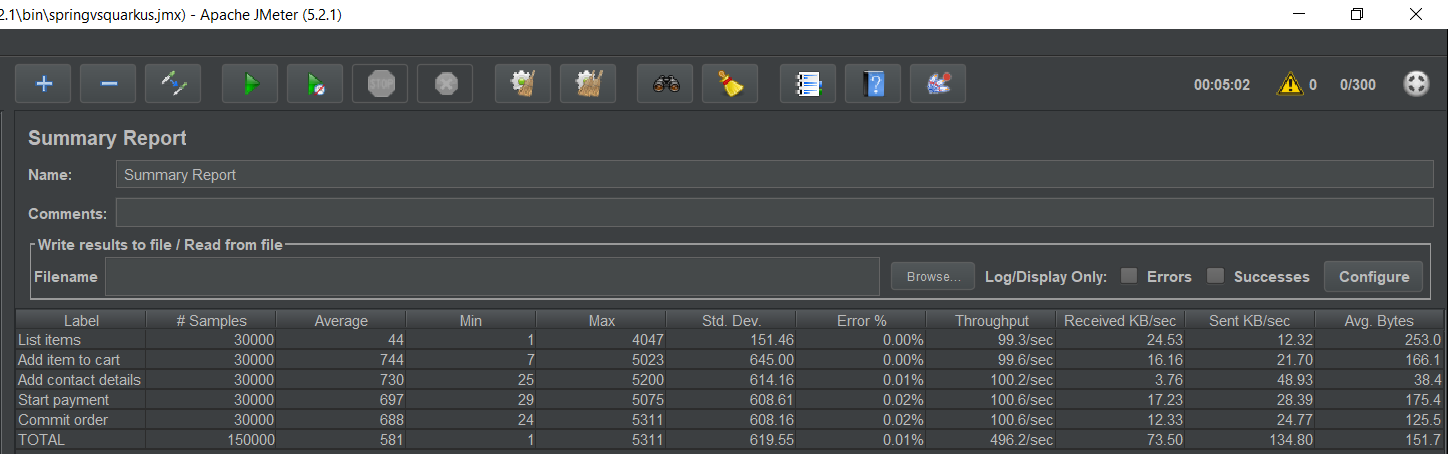 2.1\bin\springvsquarkus.jmx) - Apache JMeter (5.2.1)
STOP 00:05:02 0 0/300
Summary Report
Name: Summary Report
Comments:
Write results to file / Read from file
Filename Browse... Log/Display Only: Errors Successes Configure
Label # Samples Average Min Max Std. Dev. Error % Throughput Received KB/sec Sent KB/sec Avg. Bytes
List items 30000 44 1 4047 151.46 0.00% 99.3/sec 24.53 12.32 253.0
Add item to cart 30000 744 7 5023 645.00 0.00% 99.6/sec 16.16 21.70 166.1
Add contact details 30000 730 25 5200 614.16 0.01% 100.2/sec 3.76 48.93 38.4
Start payment 30000 697 29 5075 608.61 0.02% 100.6/sec 17.23 28.39 175.4
Commit order 30000 688 24 5311 608.16 0.02% 100.6/sec 12.33 24.77 125.5
TOTAL 150000 581 1 5311 619.55 0.01% 496.2/sec 73.50 134.80 151.7